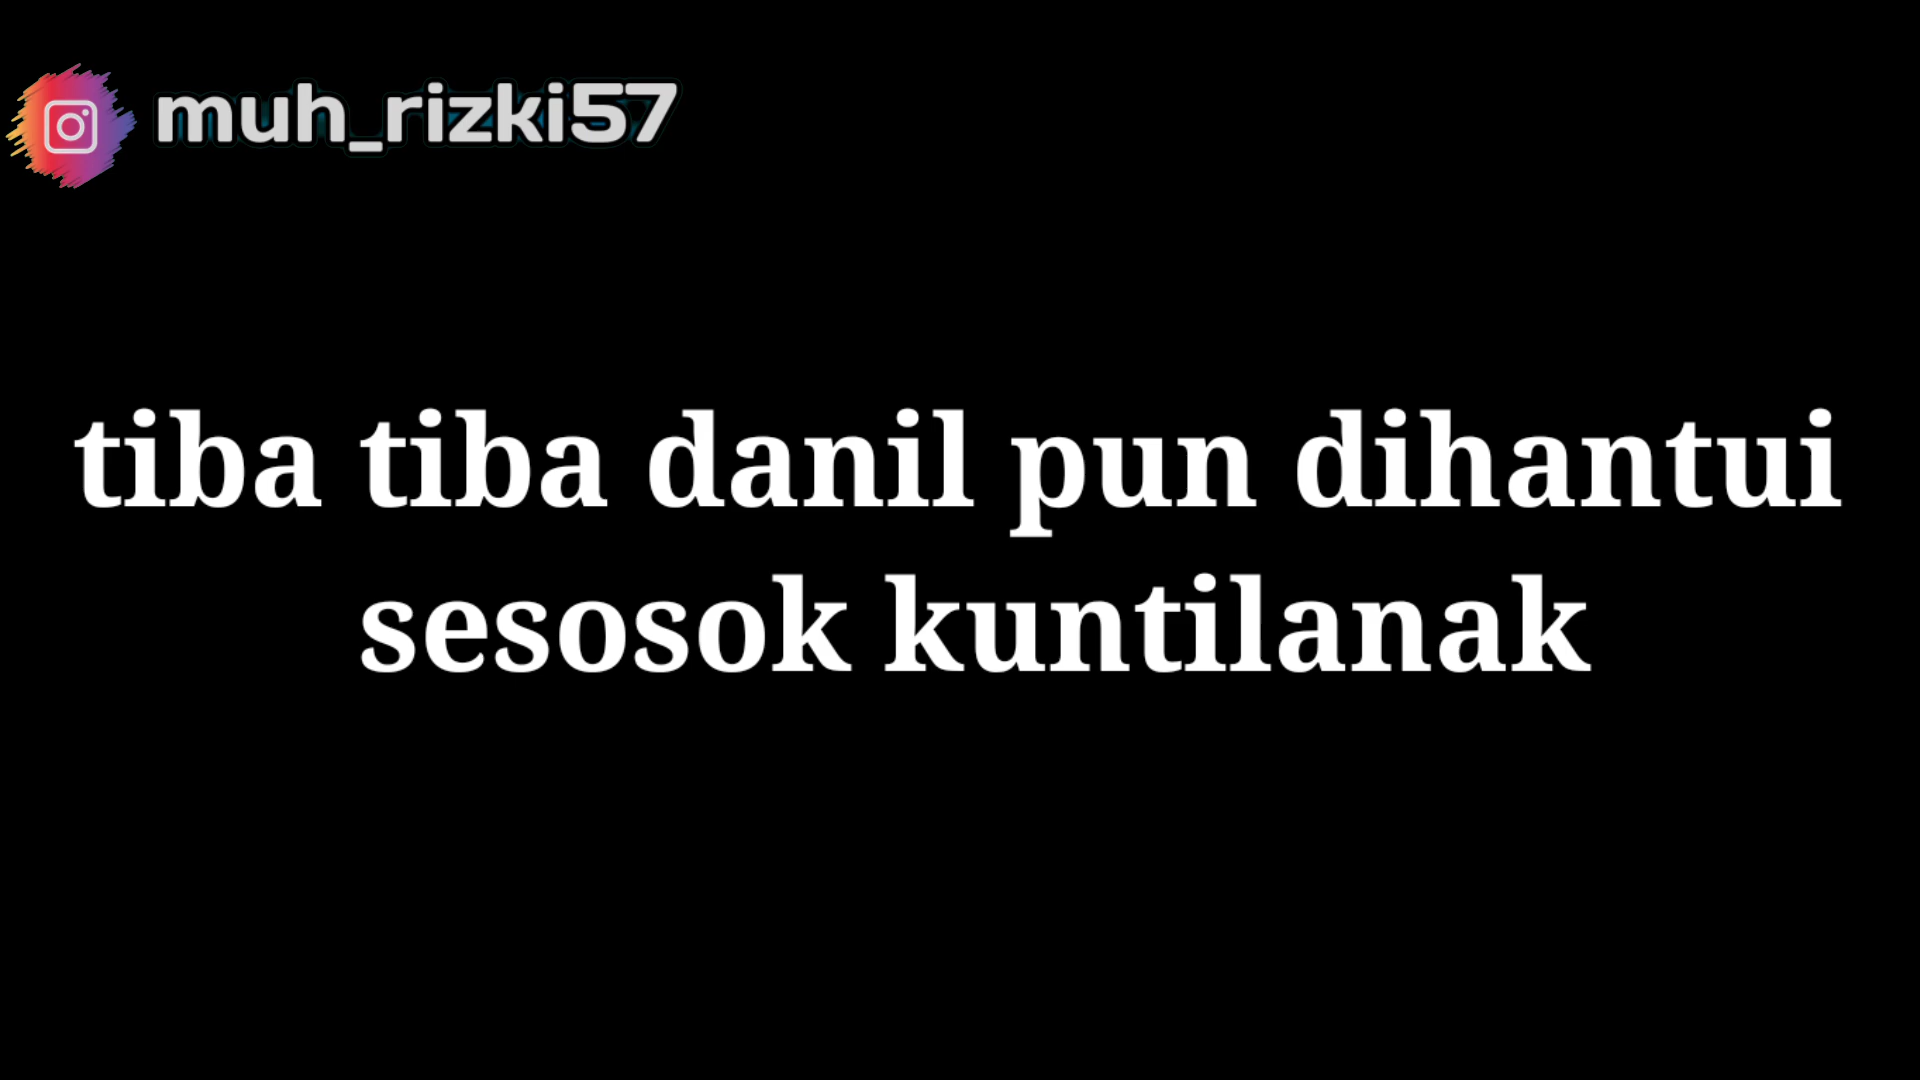 muh_rizki57
tiba tiba danil pun dihantui
sesosok kuntilanak